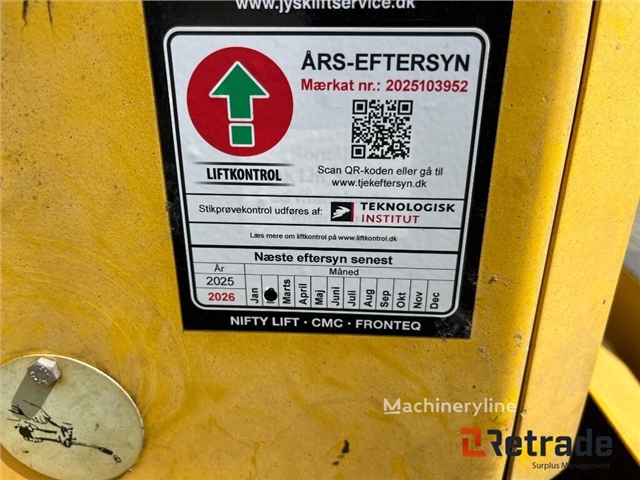 www.jyskliftservice.dk
ÅRS-EFTERSYN
Mærkat nr.: 2025103952
LIFTKONTROL
Scan QR-koden eller gå til
www.tjekeftersyn.dk
Stikprøvekontrol udføres af: TEKNOLOGISK
INSTITUT
Læs mere om liftkontrol på www.liftkontrol.dk
Næste eftersyn senest
År Måned
2025
2026
Jan Marts April Maj Juni Juli Aug Sep Okt Nov Dec
NIFTY LIFT · CMC · FRONTEQ
Machineryline
Retrade
Surplus Management